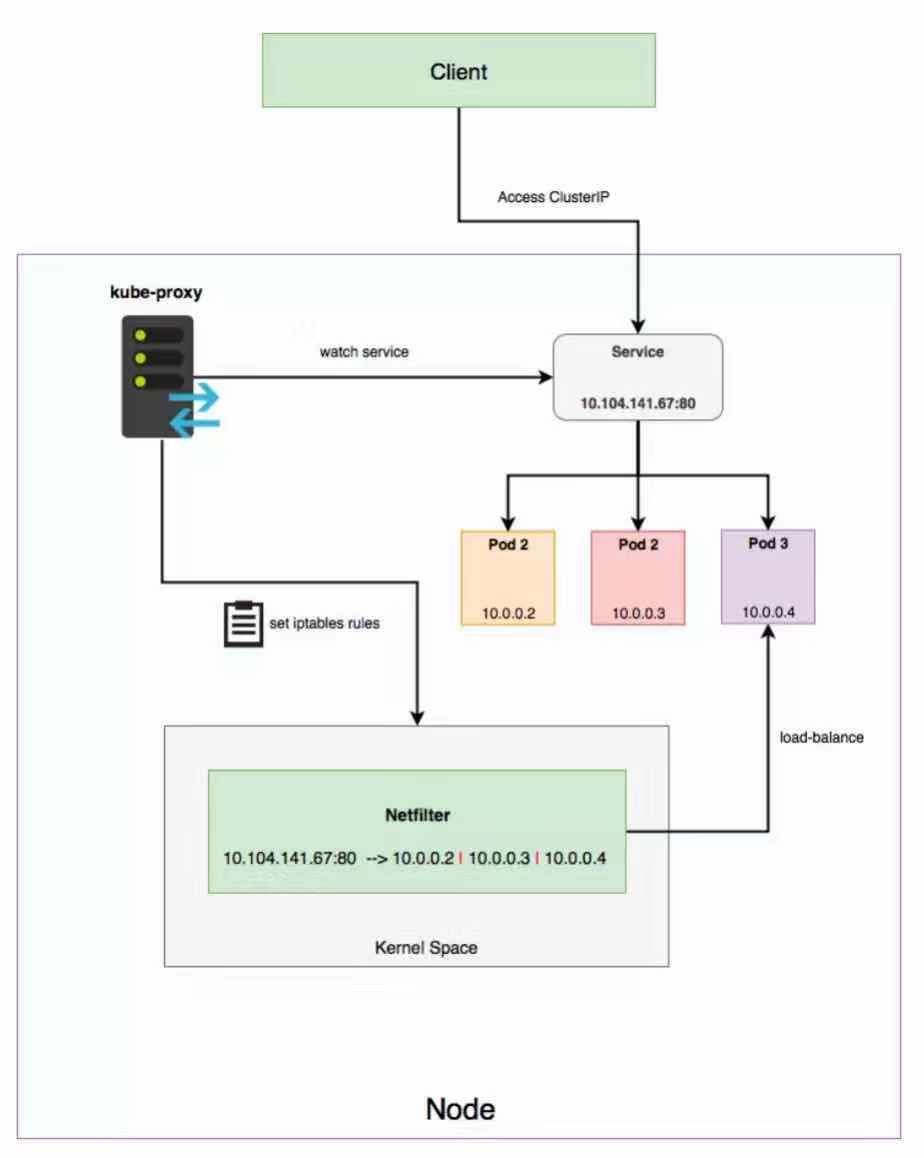 Client
Access ClusterIP
kube-proxy
watch service
Service
10.104.141.67:80
Pod 2
Pod 2
Pod 3
10.0.0.2
10.0.0.3
10.0.0.4
set iptables rules
load-balance
Netfilter
10.104.141.67:80 --> 10.0.0.2 | 10.0.0.3 | 10.0.0.4
Kernel Space
Node